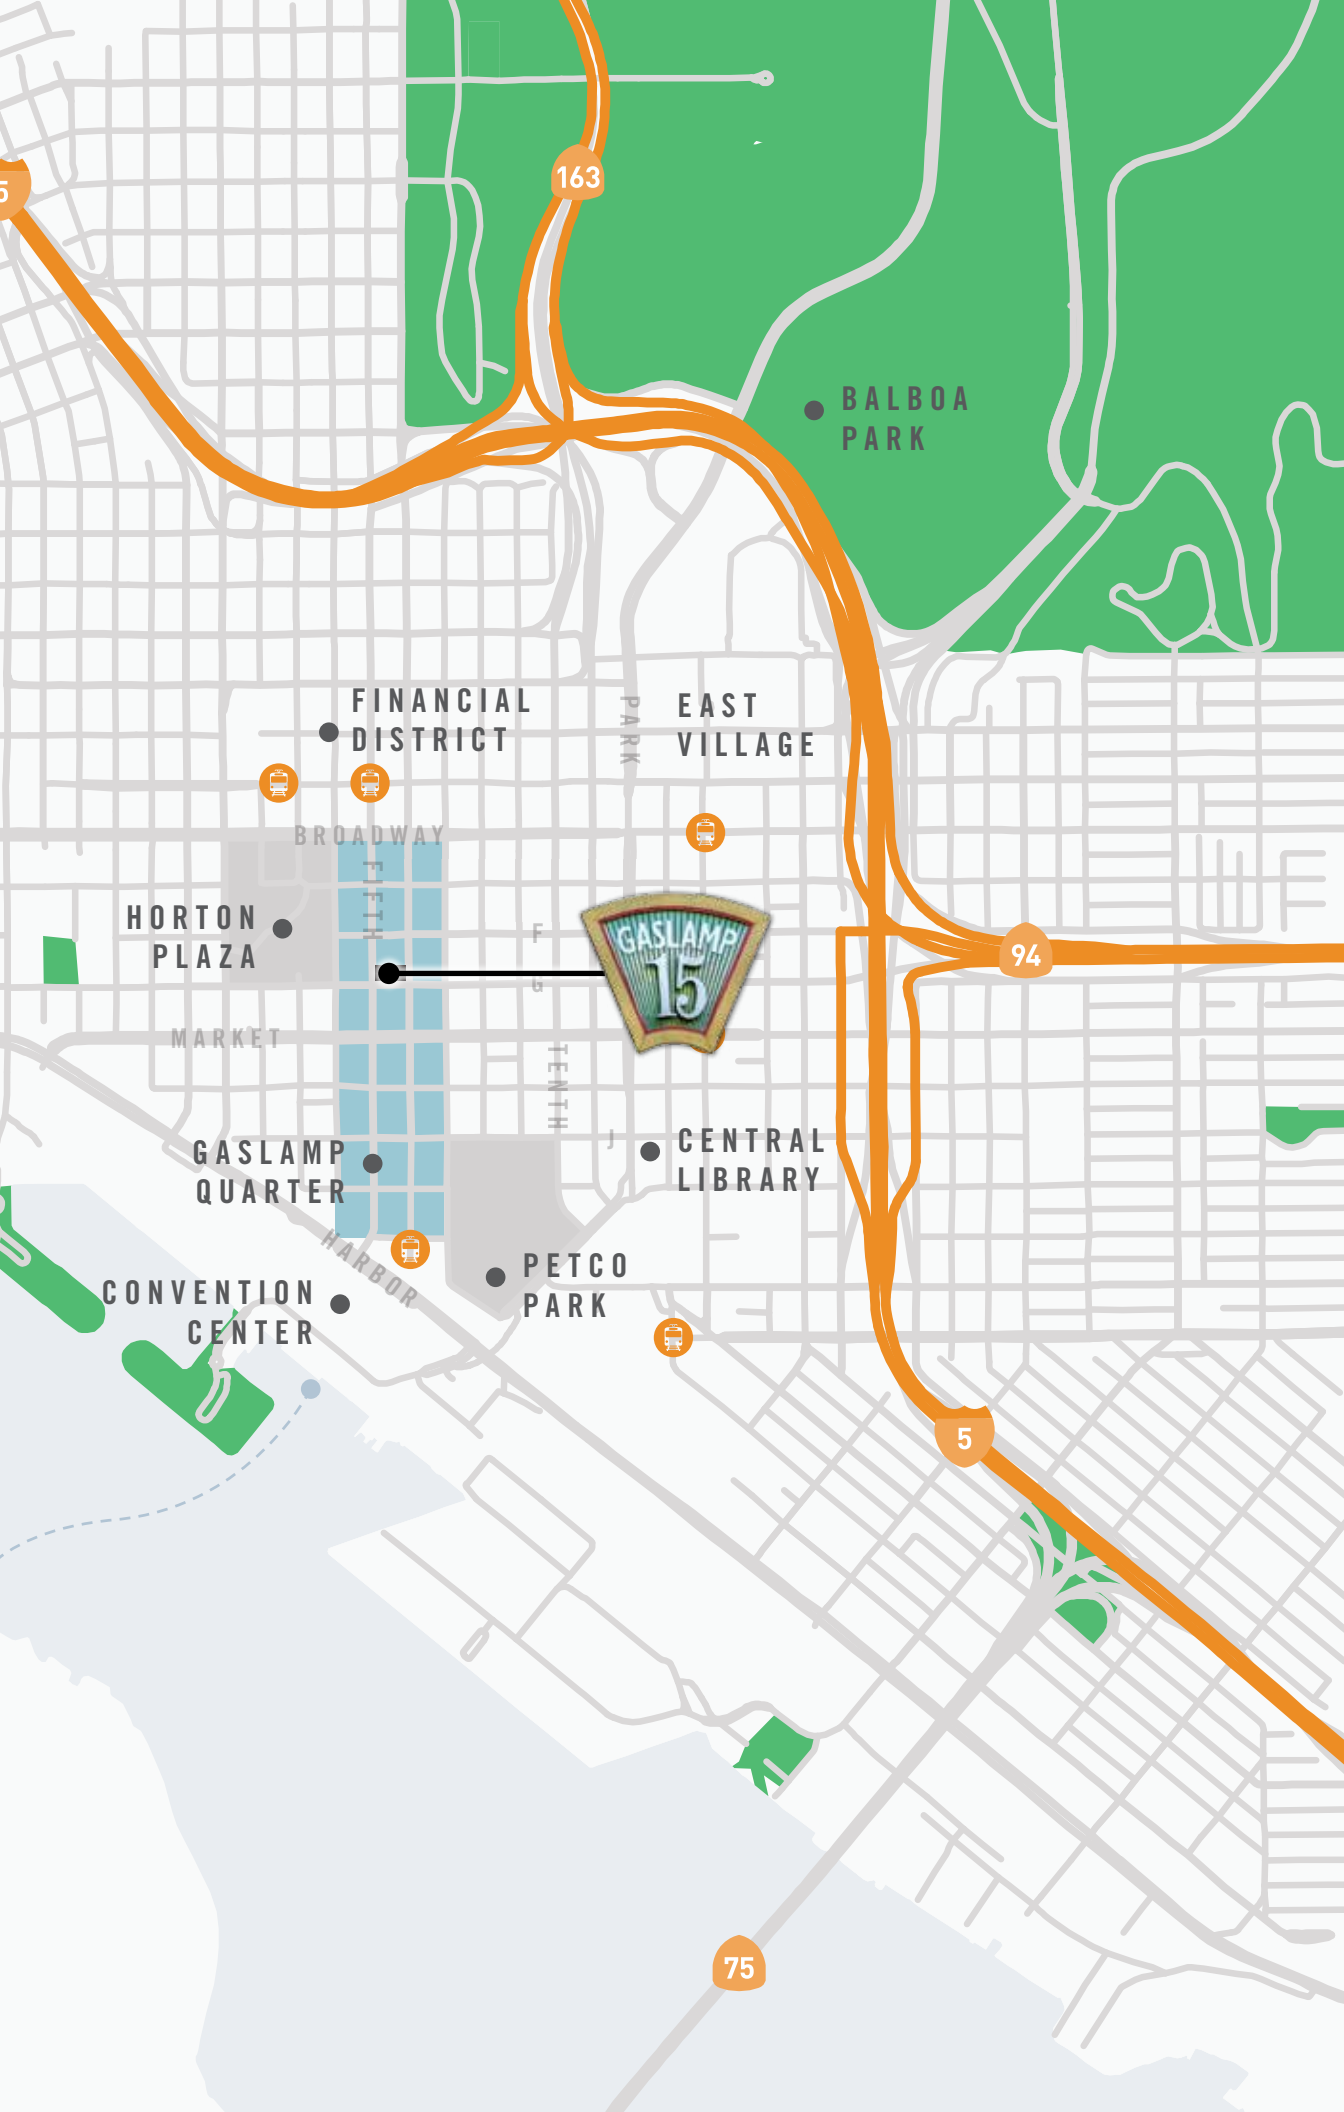 163
5
BALBOA
PARK
FINANCIAL
DISTRICT
PARK
EAST
VILLAGE
BROADWAY
FIFTH
HORTON
PLAZA
F
G
GASLAMP
15
94
MARKET
TENTH
J
CENTRAL
LIBRARY
GASLAMP
QUARTER
HARBOR
PETCO
PARK
CONVENTION
CENTER
5
75